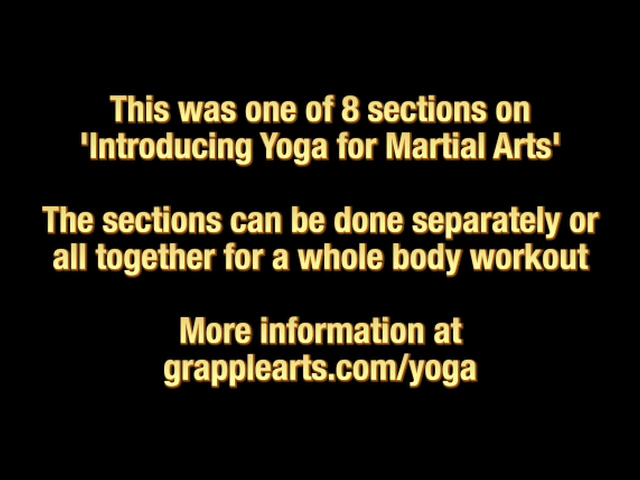 This was one of 8 sections on
'Introducing Yoga for Martial Arts'
The sections can be done separately or
all together for a whole body workout
More information at
grapplearts.com/yoga